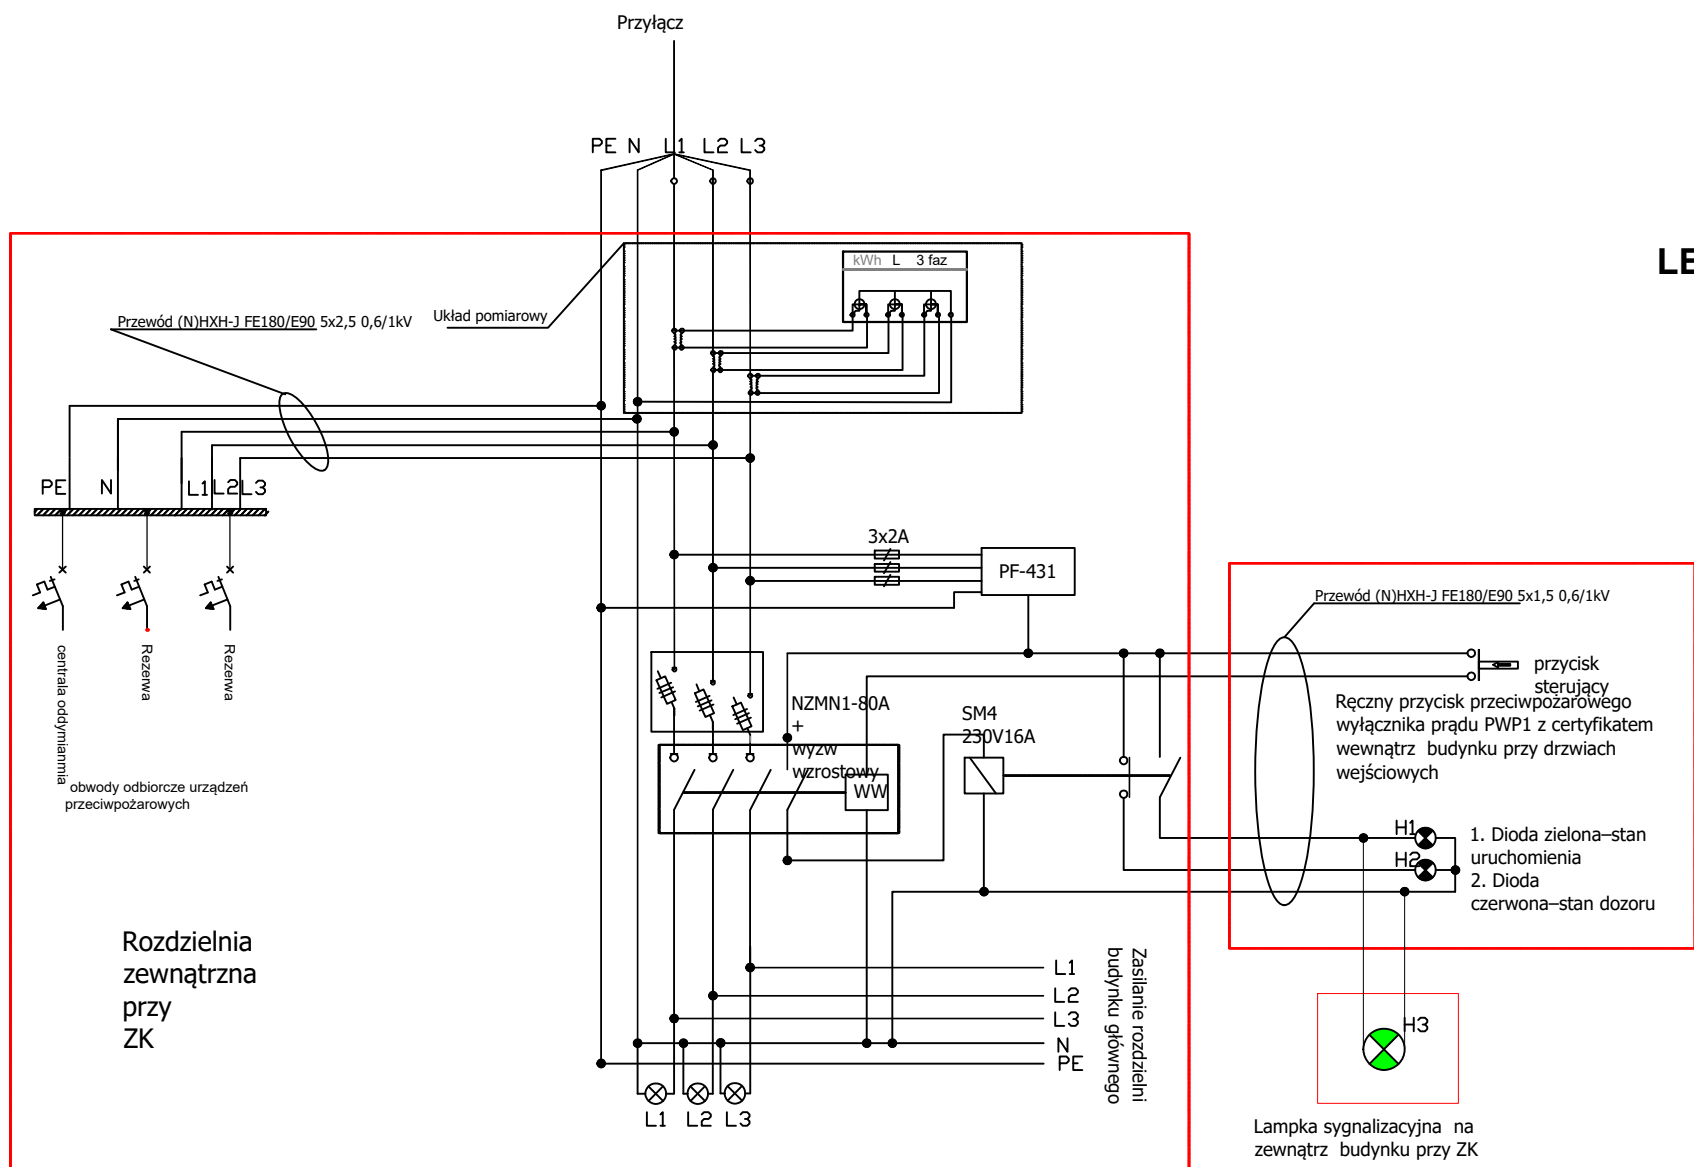 Przyłącz
PE N L1 L2 L3
kWh L 3 faz
LE
Przewód (N)HXH-J FE180/E90 5x2,5 0,6/1kV
Układ pomiarowy
PE N L1 L2 L3
3x2A
PF-431
Przewód (N)HXH-J FE180/E90 5x1,5 0,6/1kV
centrala oddymianmia
Rezerwa
Rezerwa
obwody odbiorcze urządzeń
przeciwpożarowych
NZMN1-80A
+
wyzw
wzrostowy
WW
SM4
230V16A
przycisk
sterujący
Ręczny przycisk przeciwpożarowego
wyłącznika prądu PWP1 z certyfikatem
wewnątrz budynku przy drzwiach
wejściowych
H1
H2
1. Dioda zielona–stan
uruchomienia
2. Dioda
czerwona–stan dozoru
Rozdzielnia
zewnątrzna
przy
ZK
L1
L2
L3
N
PE
Zasilanie rozdzielni
budynku głównego
L1 L2 L3
H3
Lampka sygnalizacyjna na
zewnątrz budynku przy ZK